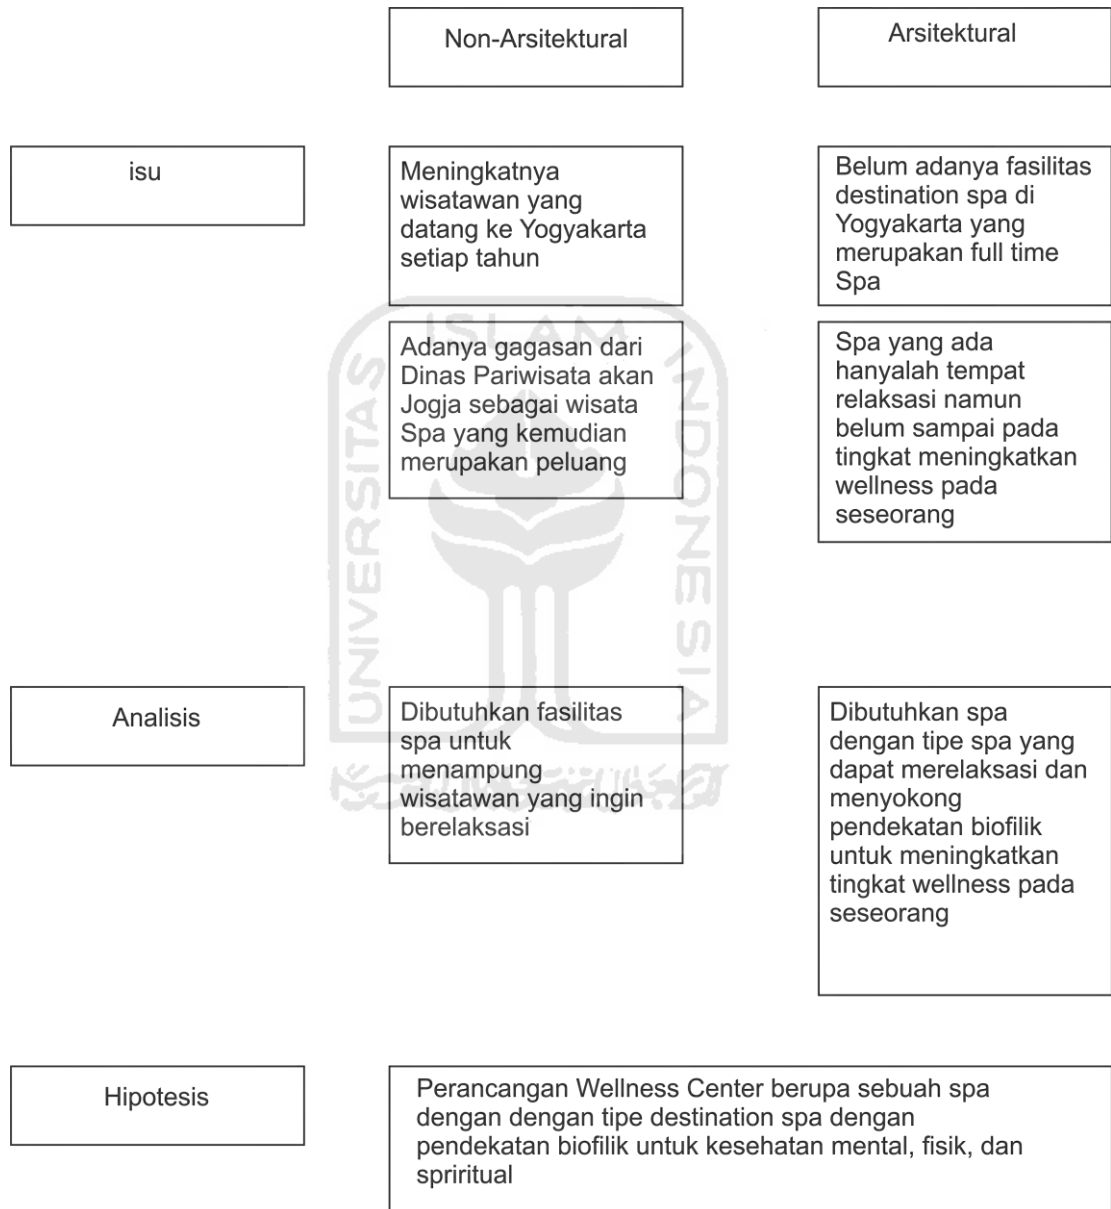 Non-Arsitektural
Arsitektural
isu
Meningkatnya
wisatawan yang
datang ke Yogyakarta
setiap tahun
Belum adanya fasilitas
destination spa di
Yogyakarta yang
merupakan full time
Spa
Adanya gagasan dari
Dinas Pariwisata akan
Jogja sebagai wisata
Spa yang kemudian
merupakan peluang
Spa yang ada
hanyalah tempat
relaksasi namun
belum sampai pada
tingkat meningkatkan
wellness pada
seseorang
UNIVERSITAS
ISLAM
INDONESIA
Analisis
Dibutuhkan fasilitas
spa untuk
menampung
wisatawan yang ingin
berelaksasi
Dibutuhkan spa
dengan tipe spa yang
dapat merelaksasi dan
menyokong
pendekatan biofilik
untuk meningkatkan
tingkat wellness pada
seseorang
Hipotesis
Perancangan Wellness Center berupa sebuah spa
dengan dengan tipe destination spa dengan
pendekatan biofilik untuk kesehatan mental, fisik, dan
spriritual